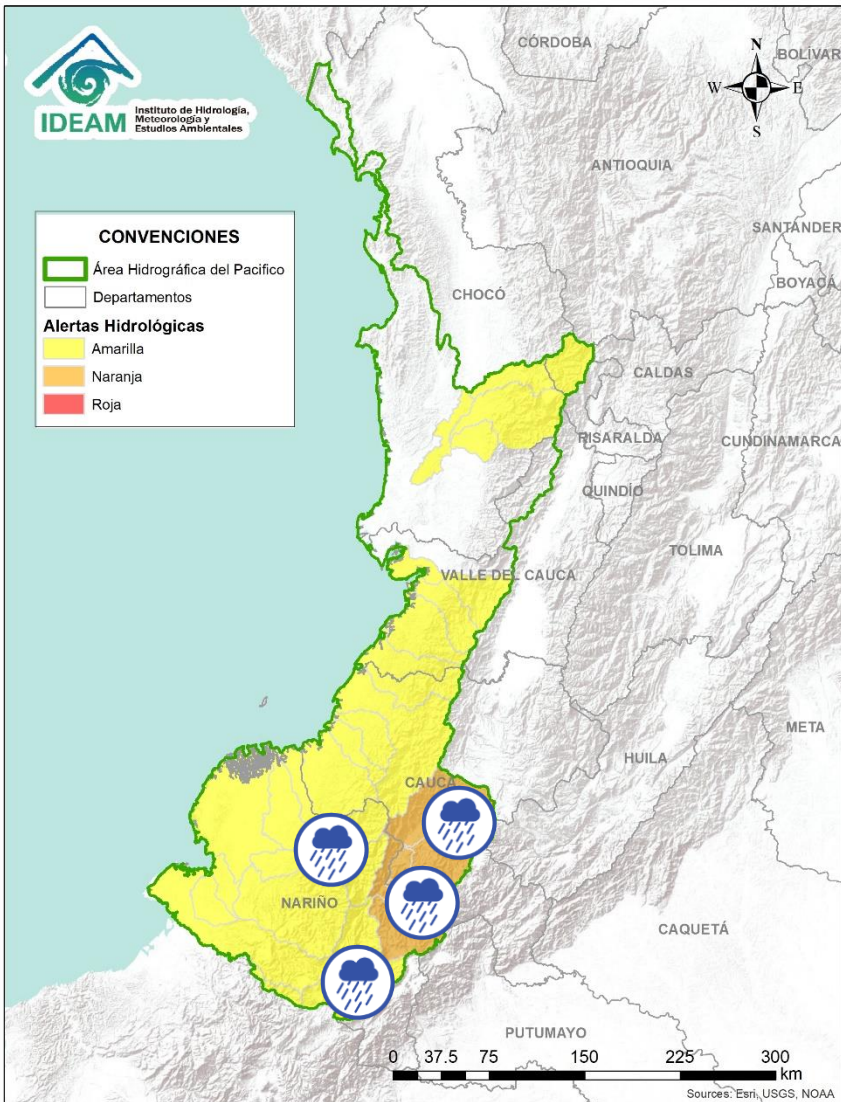 IDEAM
Instituto de Hidrología,
Meteorología y
Estudios Ambientales
CÓRDOBA
BOLÍVAR
N
W E
S
ANTIOQUIA
SANTANDER
BOYACÁ
CONVENCIONES
Área Hidrográfica del Pacifico
Departamentos
Alertas Hidrológicas
Amarilla
Naranja
Roja
CHOCÓ
CALDAS
RISARALDA
CUNDINAMARCA
QUINDÍO
TOLIMA
VALLE DEL CAUCA
META
HUILA
CAUCA
NARIÑO
CAQUETÁ
PUTUMAYO
0 37.5 75 150 225 300
km
Sources: Esri, USGS, NOAA